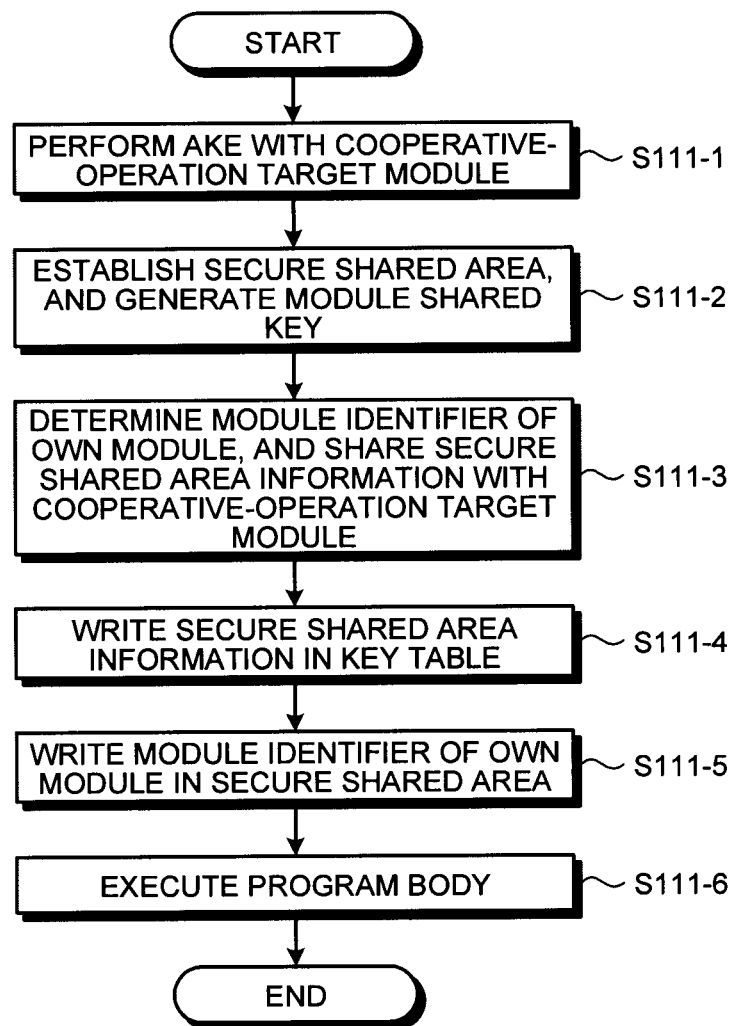 START
PERFORM AKE WITH COOPERATIVE-
OPERATION TARGET MODULE
S111-1
ESTABLISH SECURE SHARED AREA,
AND GENERATE MODULE SHARED
KEY
S111-2
DETERMINE MODULE IDENTIFIER OF
OWN MODULE, AND SHARE SECURE
SHARED AREA INFORMATION WITH
COOPERATIVE-OPERATION TARGET
MODULE
S111-3
WRITE SECURE SHARED AREA
INFORMATION IN KEY TABLE
S111-4
WRITE MODULE IDENTIFIER OF OWN
MODULE IN SECURE SHARED AREA
S111-5
EXECUTE PROGRAM BODY
S111-6
END